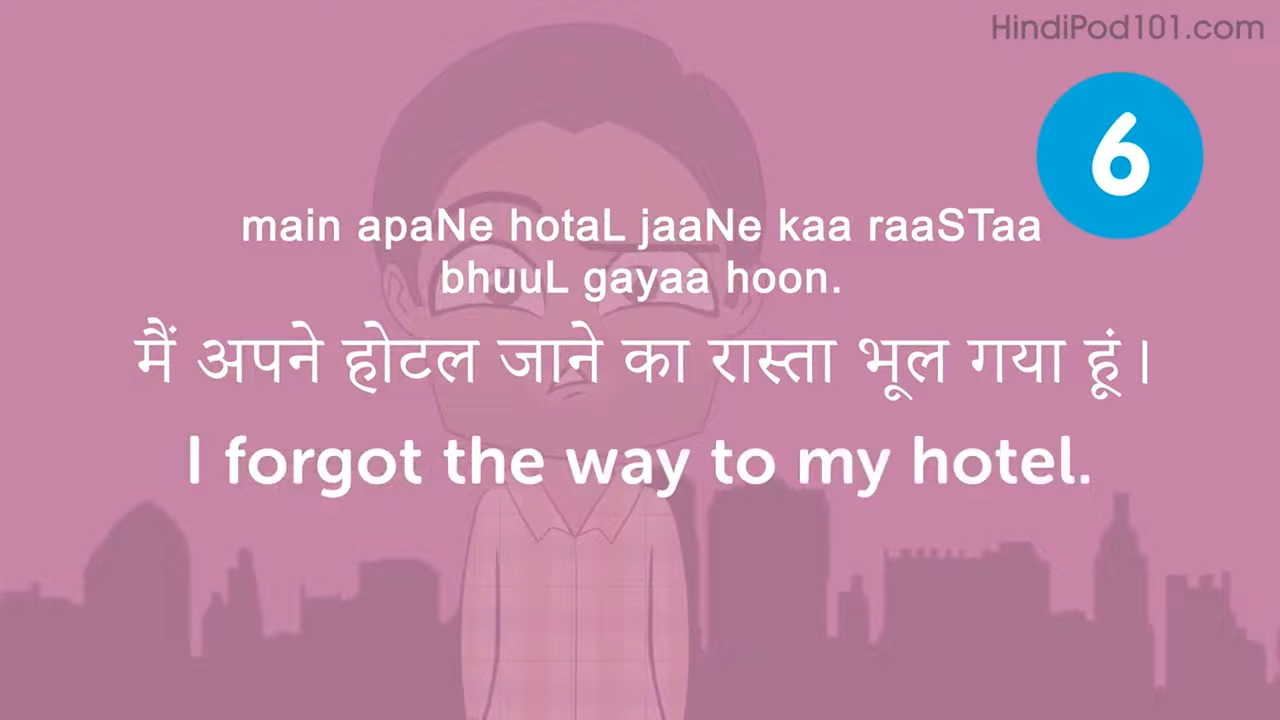 HindiPod101.com
6
main apaNe hotaL jaaNe kaa raaSTaa
bhuuL gayaa hoon.
मैं अपने होटल जाने का रास्ता भूल गया हूं।
I forgot the way to my hotel.